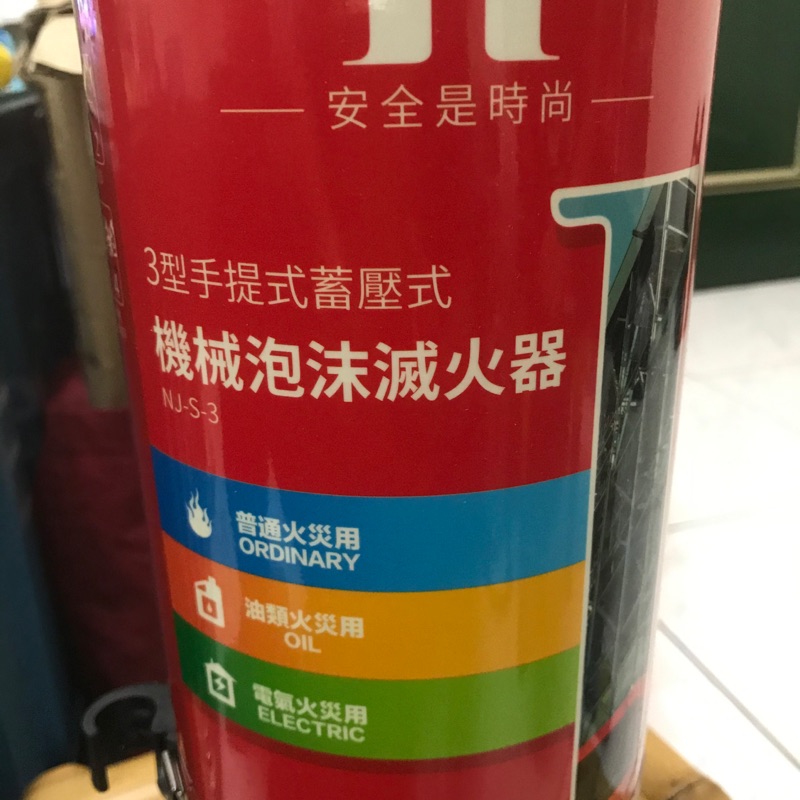 安全是時尚
3型手提式蓄壓式
機械泡沫滅火器
NJ-S-3
普通火災用
ORDINARY
油類火災用
OIL
電氣火災用
ELECTRIC